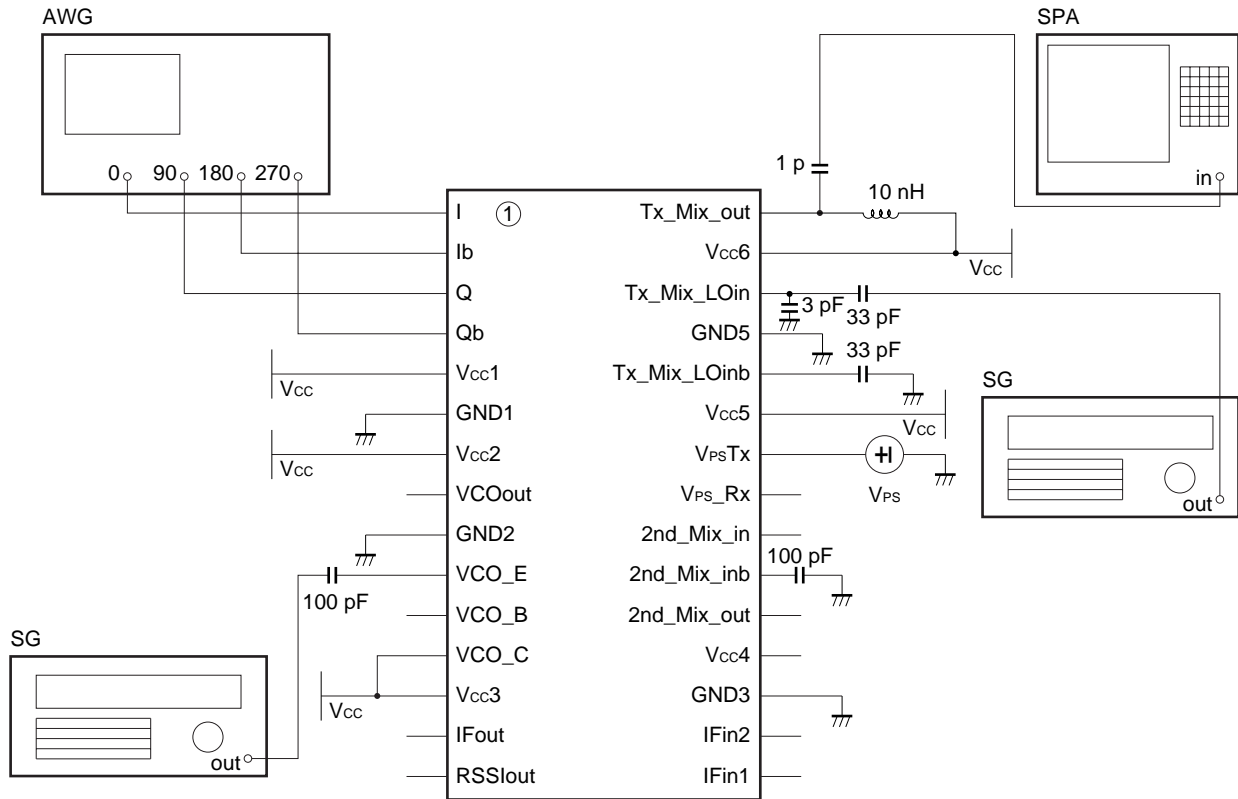 AWG
0 90 180 270
SPA
in
1 p
10 nH
I ① Tx_Mix_out
Ib Vcc6
Vcc
Q Tx_Mix_LOin
3 pF
33 pF
Qb GND5
33 pF
Vcc1 Tx_Mix_LOinb
Vcc
GND1 Vcc5
Vcc
Vcc2 VPSTx
Vcc
VPS
VCOout VPS_Rx
SG
out
GND2 2nd_Mix_in
100 pF
VCO_E 2nd_Mix_inb
100 pF
VCO_B 2nd_Mix_out
SG
out
VCO_C Vcc4
Vcc3 GND3
Vcc
IFout IFin2
RSSIout IFin1